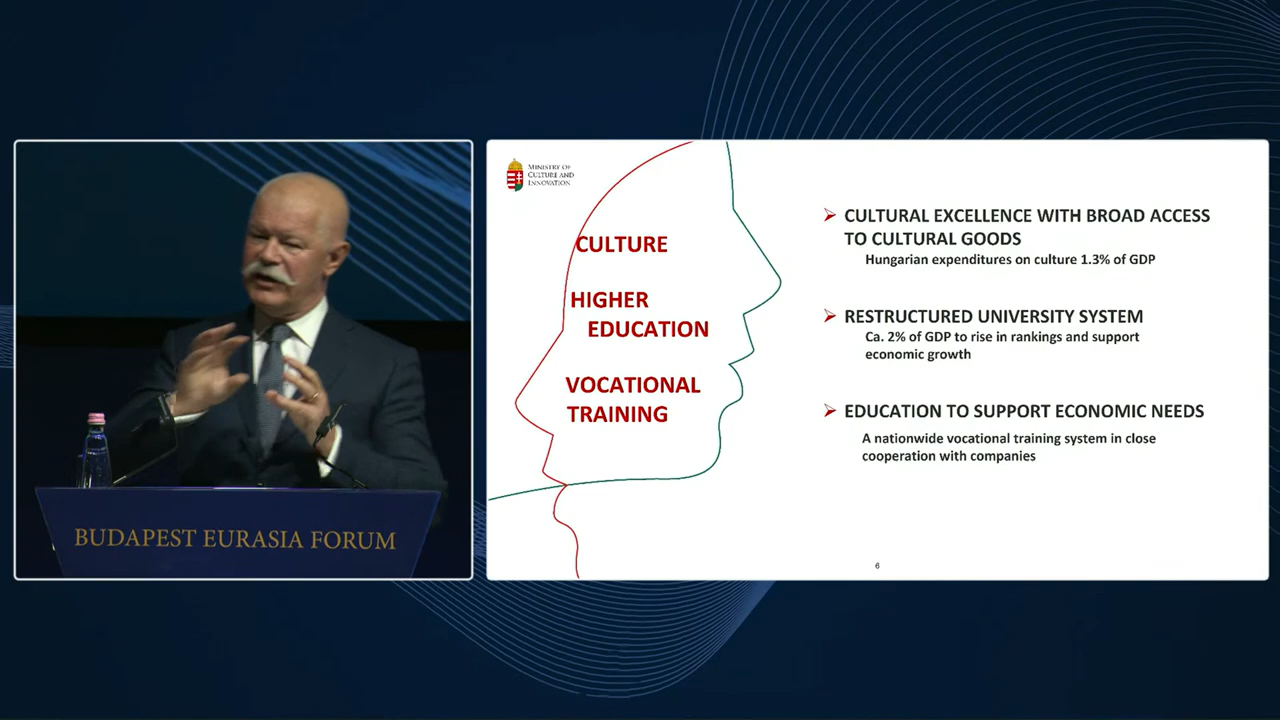 BUDAPEST EURASIA FORUM
MINISTRY OF
CULTURE AND
INNOVATION
CULTURE
HIGHER
EDUCATION
VOCATIONAL
TRAINING
➢ CULTURAL EXCELLENCE WITH BROAD ACCESS
TO CULTURAL GOODS
Hungarian expenditures on culture 1.3% of GDP
➢ RESTRUCTURED UNIVERSITY SYSTEM
Ca. 2% of GDP to rise in rankings and support
economic growth
➢ EDUCATION TO SUPPORT ECONOMIC NEEDS
A nationwide vocational training system in close
cooperation with companies
6